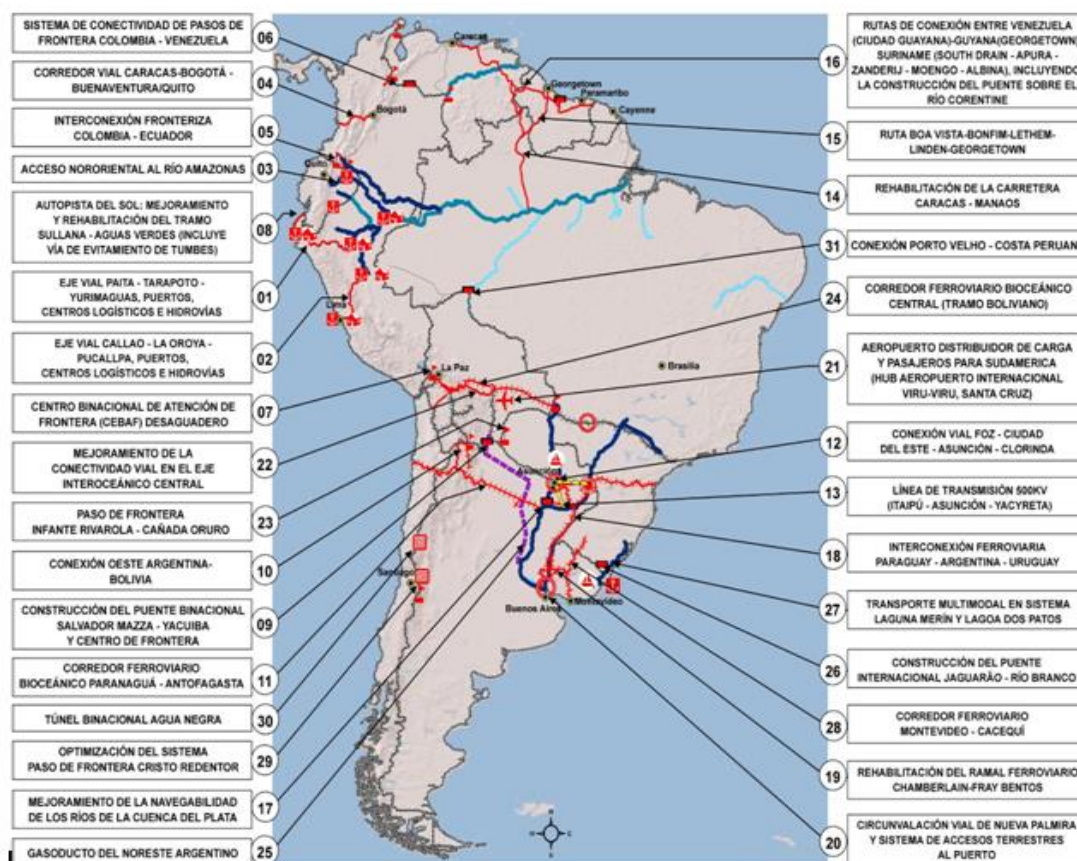 SISTEMA DE CONECTIVIDAD DE PASOS DE
FRONTERA COLOMBIA - VENEZUELA
06
CORREDOR VIAL CARACAS-BOGOTÁ -
BUENAVENTURA/QUITO
04
INTERCONEXIÓN FRONTERIZA
COLOMBIA - ECUADOR
05
ACCESO NORORIENTAL AL RÍO AMAZONAS
03
AUTOPISTA DEL SOL: MEJORAMIENTO
Y REHABILITACIÓN DEL TRAMO
SULLANA - AGUAS VERDES (INCLUYE
VÍA DE EVITAMIENTO DE TUMBES)
08
EJE VIAL PAITA - TARAPOTO -
YURIMAGUAS, PUERTOS,
CENTROS LOGÍSTICOS E HIDROVÍAS
01
EJE VIAL CALLAO - LA OROYA -
PUCALLPA, PUERTOS,
CENTROS LOGÍSTICOS E HIDROVÍAS
02
CENTRO BINACIONAL DE ATENCIÓN DE
FRONTERA (CEBAF) DESAGUADERO
07
MEJORAMIENTO DE LA
CONECTIVIDAD VIAL EN EL EJE
INTEROCEÁNICO CENTRAL
22
PASO DE FRONTERA
INFANTE RIVAROLA - CAÑADA ORURO
23
CONEXIÓN OESTE ARGENTINA-
BOLIVIA
10
CONSTRUCCIÓN DEL PUENTE BINACIONAL
SALVADOR MAZZA - YACUIBA
Y CENTRO DE FRONTERA
09
CORREDOR FERROVIARIO
BIOCEÁNICO PARANAGUÁ - ANTOFAGASTA
11
TÚNEL BINACIONAL AGUA NEGRA
30
OPTIMIZACIÓN DEL SISTEMA
PASO DE FRONTERA CRISTO REDENTOR
29
MEJORAMIENTO DE LA NAVEGABILIDAD
DE LOS RÍOS DE LA CUENCA DEL PLATA
17
GASODUCTO DEL NORESTE ARGENTINO
25
Caracas
Bogotá
Georgetown
Paramaribo
Cayenne
Quito
Lima
La Paz
Brasilia
Asunción
Santiago
Buenos Aires
Montevideo
RUTAS DE CONEXIÓN ENTRE VENEZUELA
(CIUDAD GUAYANA)-GUYANA(GEORGETOWN)
SURINAME (SOUTH DRAIN - APURA -
ZANDERIJ - MOENGO - ALBINA), INCLUYENDO
LA CONSTRUCCIÓN DEL PUENTE SOBRE EL
RÍO CORENTINE
16
RUTA BOA VISTA-BONFIM-LETHEM-
LINDEN-GEORGETOWN
15
REHABILITACIÓN DE LA CARRETERA
CARACAS - MANAOS
14
CONEXIÓN PORTO VELHO - COSTA PERUAN
31
CORREDOR FERROVIARIO BIOCEÁNICO
CENTRAL (TRAMO BOLIVIANO)
24
AEROPUERTO DISTRIBUIDOR DE CARGA
Y PASAJEROS PARA SUDAMERICA
(HUB AEROPUERTO INTERNACIONAL
VIRU-VIRU, SANTA CRUZ)
21
CONEXIÓN VIAL FOZ - CIUDAD
DEL ESTE - ASUNCIÓN - CLORINDA
12
LÍNEA DE TRANSMISIÓN 500KV
(ITAIPÚ - ASUNCIÓN - YACYRETA)
13
INTERCONEXIÓN FERROVIARIA
PARAGUAY - ARGENTINA - URUGUAY
18
TRANSPORTE MULTIMODAL EN SISTEMA
LAGUNA MERÍN Y LAGOA DOS PATOS
27
CONSTRUCCIÓN DEL PUENTE
INTERNACIONAL JAGUARÃO - RÍO BRANCO
26
CORREDOR FERROVIARIO
MONTEVIDEO - CACEQUÍ
28
REHABILITACIÓN DEL RAMAL FERROVIARIO
CHAMBERLAIN-FRAY BENTOS
19
CIRCUNVALACIÓN VIAL DE NUEVA PALMIRA
Y SISTEMA DE ACCESOS TERRESTRES
AL PUERTO
20